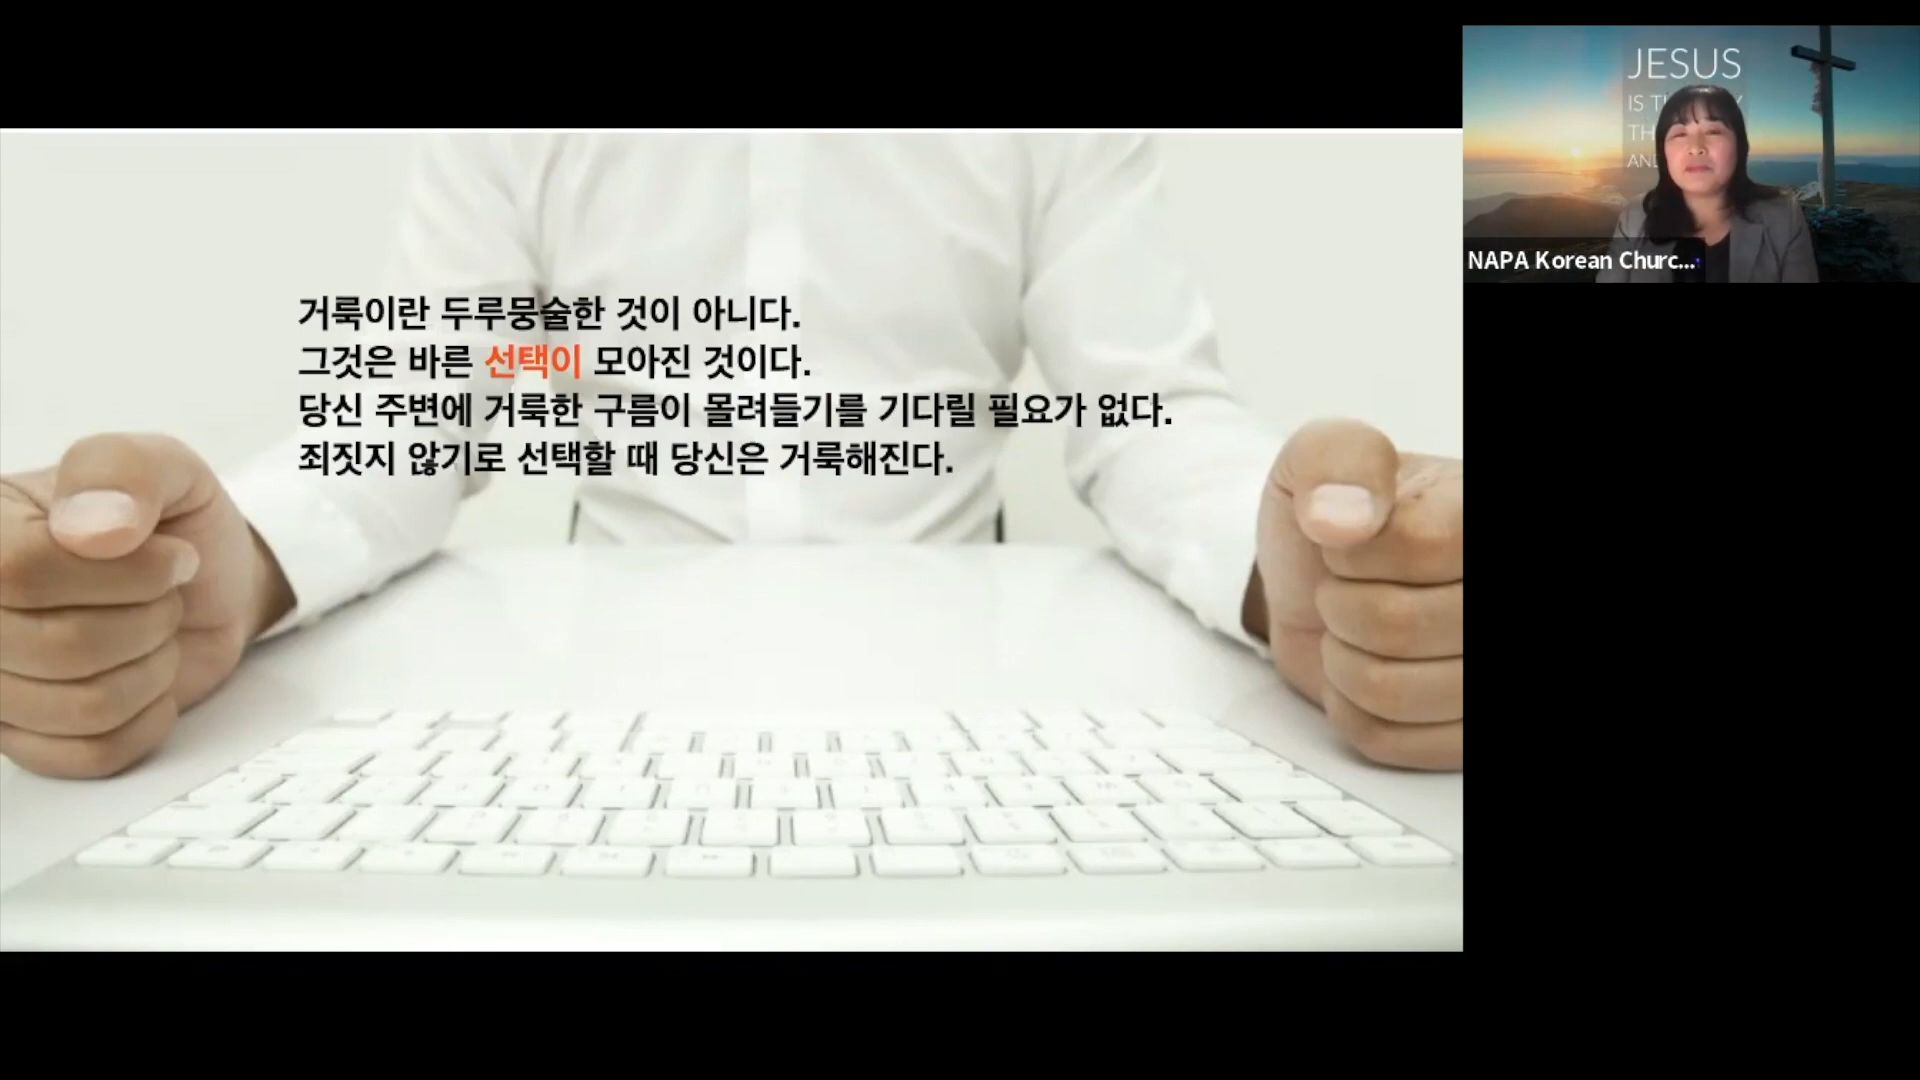 거룩이란 두루뭉술한 것이 아니다.
그것은 바른 선택이 모아진 것이다.
당신 주변에 거룩한 구름이 몰려들기를 기다릴 필요가 없다.
죄짓지 않기로 선택할 때 당신은 거룩해진다.
JESUS
IS
NAPA Korean Churc...